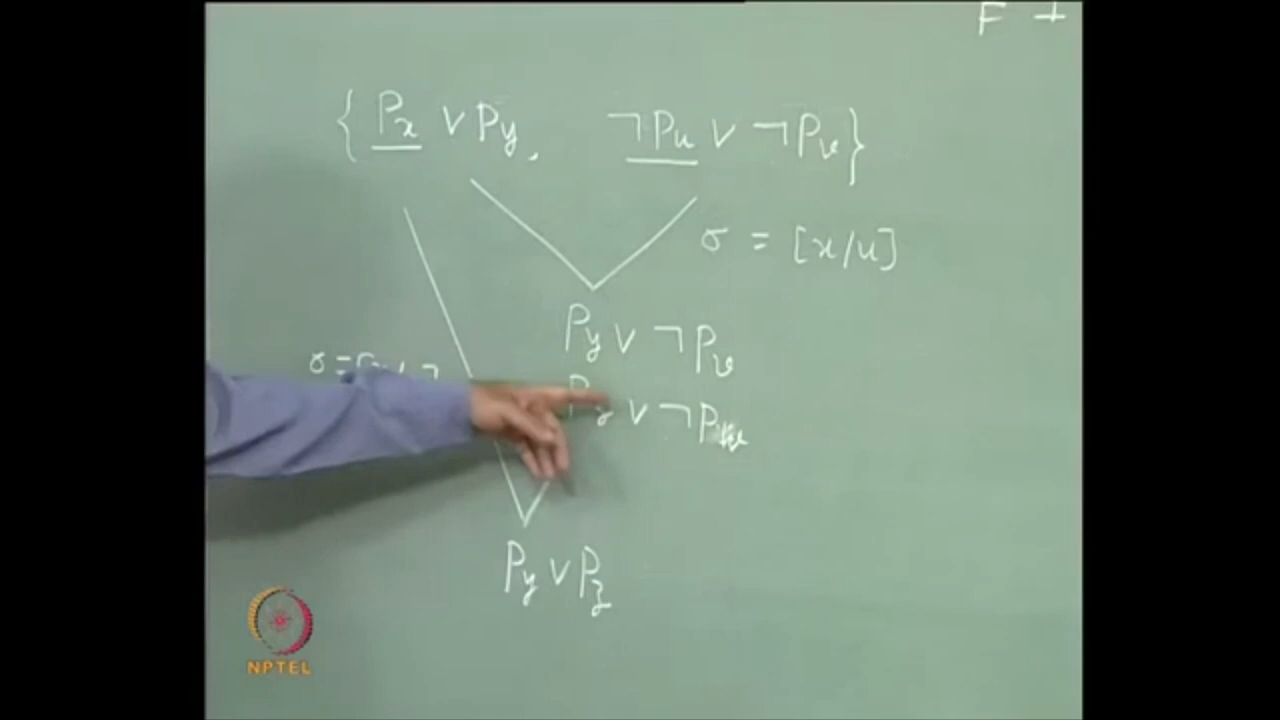 F ⊥
{ Px ∨ Py, ¬Pu ∨ ¬Pv }
σ = [x/u]
Py ∨ ¬Pv
∨ ¬P
Py ∨ Pz
NPTEL